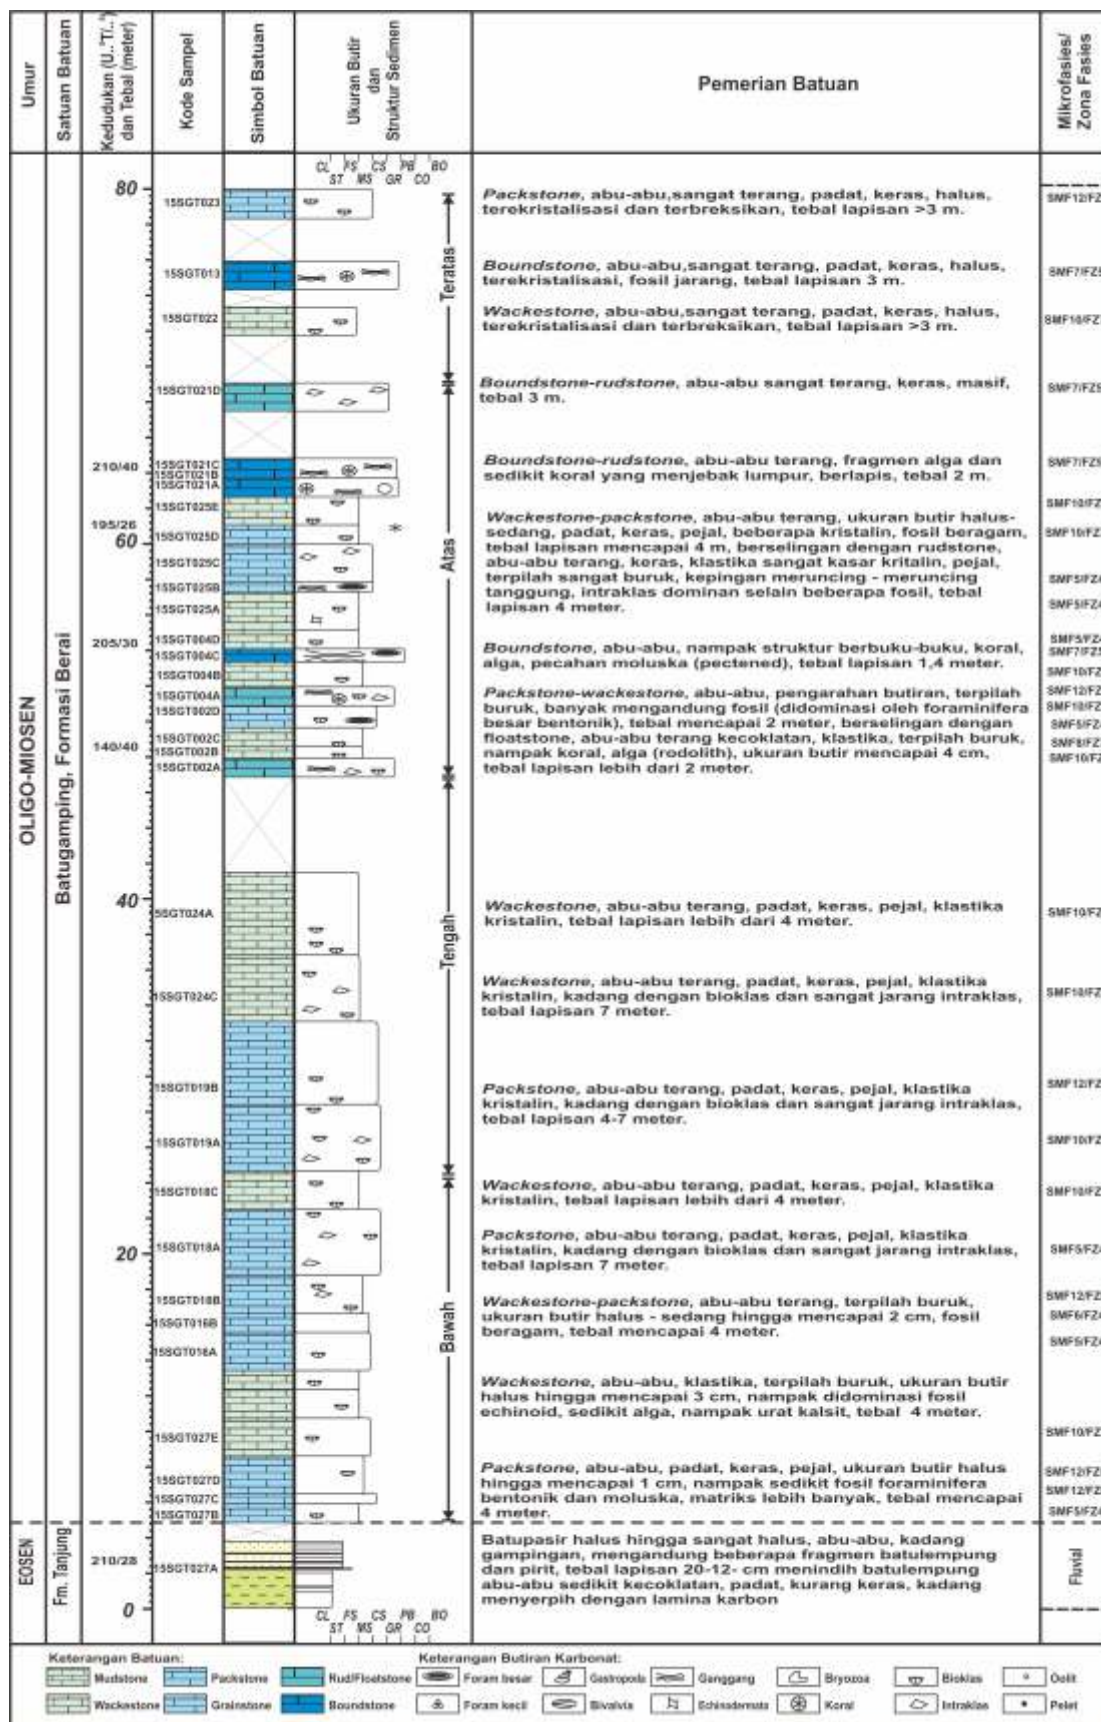 Umur
Satuan Batuan
Kedudukan (U..°T/..°)
dan Tebal (meter)
Kode Sampel
Simbol Batuan
Ukuran Butir
dan
Struktur Sedimen
Pemerian Batuan
Mikrofasies/
Zona Fasies
CL FS CS PB BO
ST MS GR CO
80
15SGT023
Packstone, abu-abu,sangat terang, padat, keras, halus,
terekristalisasi dan terbreksikan, tebal lapisan >3 m.
SMF12/FZ
15SGT013
Boundstone, abu-abu,sangat terang, padat, keras, halus,
terekristalisasi, fosil jarang, tebal lapisan 3 m.
SMF7/FZ5
Teratas
15SGT022
Wackestone, abu-abu,sangat terang, padat, keras, halus,
terekristalisasi dan terbreksikan, tebal lapisan >3 m.
SMF10/FZ
15SGT021D
Boundstone-rudstone, abu-abu sangat terang, keras, masif,
tebal 3 m.
SMF7/FZ5
210/40
15SGT021C
15SGT021B
15SGT021A
Boundstone-rudstone, abu-abu terang, fragmen alga dan
sedikit koral yang menjebak lumpur, berlapis, tebal 2 m.
SMF7/FZ5
15SGT025E
SMF10/FZ
195/26
60
15SGT025D
15SGT025C
15SGT025B
15SGT025A
Atas
Wackestone-packstone, abu-abu terang, ukuran butir halus-
sedang, padat, keras, pejal, beberapa kristalin, fosil beragam,
tebal lapisan mencapai 4 m, berselingan dengan rudstone,
abu-abu terang, keras, klastika sangat kasar kritalin, pejal,
terpilah sangat buruk, kepingan meruncing - meruncing
tanggung, intraklas dominan selain beberapa fosil, tebal
lapisan 4 meter.
SMF10/FZ
SMF5/FZ4
SMF5/FZ4
205/30
15SGT004D
15SGT004C
15SGT004B
Boundstone, abu-abu, nampak struktur berbuku-buku, koral,
alga, pecahan moluska (pectened), tebal lapisan 1,4 meter.
SMF5/FZ4
SMF7/FZ5
SMF10/FZ
15SGT004A
15SGT002D
15SGT002C
15SGT002B
15SGT002A
140/40
Packstone-wackestone, abu-abu, pengarahan butiran, terpilah
buruk, banyak mengandung fosil (didominasi oleh foraminifera
besar bentonik), tebal mencapai 2 meter, berselingan dengan
floatstone, abu-abu terang kecoklatan, klastika, terpilah buruk,
nampak koral, alga (rodolith), ukuran butir mencapai 4 cm,
tebal lapisan lebih dari 2 meter.
SMF12/FZ
SMF10/FZ
SMF5/FZ4
SMF8/FZ
SMF10/FZ
OLIGO-MIOSEN
Batugamping, Formasi Berai
40
5SGT024A
Wackestone, abu-abu terang, padat, keras, pejal, klastika
kristalin, tebal lapisan lebih dari 4 meter.
SMF10/FZ
Tengah
15SGT024C
Wackestone, abu-abu terang, padat, keras, pejal, klastika
kristalin, kadang dengan bioklas dan sangat jarang intraklas,
tebal lapisan 7 meter.
SMF10/FZ
15SGT019B
15SGT019A
Packstone, abu-abu terang, padat, keras, pejal, klastika
kristalin, kadang dengan bioklas dan sangat jarang intraklas,
tebal lapisan 4-7 meter.
SMF12/FZ
SMF10/FZ
15SGT018C
Wackestone, abu-abu terang, padat, keras, pejal, klastika
kristalin, tebal lapisan lebih dari 4 meter.
SMF10/FZ
20
15SGT018A
Packstone, abu-abu terang, padat, keras, pejal, klastika
kristalin, kadang dengan bioklas dan sangat jarang intraklas,
tebal lapisan 7 meter.
SMF5/FZ4
15SGT018B
15SGT016B
15SGT016A
Bawah
Wackestone-packstone, abu-abu terang, terpilah buruk,
ukuran butir halus - sedang hingga mencapai 2 cm, fosil
beragam, tebal mencapai 4 meter.
SMF12/FZ
SMF6/FZ4
SMF5/FZ4
15SGT027E
Wackestone, abu-abu, klastika, terpilah buruk, ukuran butir
halus hingga mencapai 3 cm, nampak didominasi fosil
echinoid, sedikit alga, nampak urat kalsit, tebal 4 meter.
SMF10/FZ
15SGT027D
15SGT027C
15SGT027B
Packstone, abu-abu, padat, keras, pejal, ukuran butir halus
hingga mencapai 1 cm, nampak sedikit fosil foraminifera
bentonik dan moluska, matriks lebih banyak, tebal mencapai
4 meter.
SMF12/FZ
SMF12/FZ
SMF5/FZ4
EOSEN
Fm. Tanjung
210/28
15SGT027A
0
Batupasir halus hingga sangat halus, abu-abu, kadang
gampingan, mengandung beberapa fragmen batulempung
dan pirit, tebal lapisan 20-12- cm menindih batulempung
abu-abu sedikit kecoklatan, padat, kurang keras, kadang
menyerpih dengan lamina karbon
Fluvial
CL FS CS PB BO
ST MS GR CO
Keterangan Batuan:
Mudstone Packstone Rud/Floatstone
Wackestone Grainstone Boundstone
Keterangan Butiran Karbonat:
Foram besar Gastropoda Ganggang Bryozoa Bioklas Oolit
Foram kecil Bivalvia Echinodermata Koral Intraklas Pelet